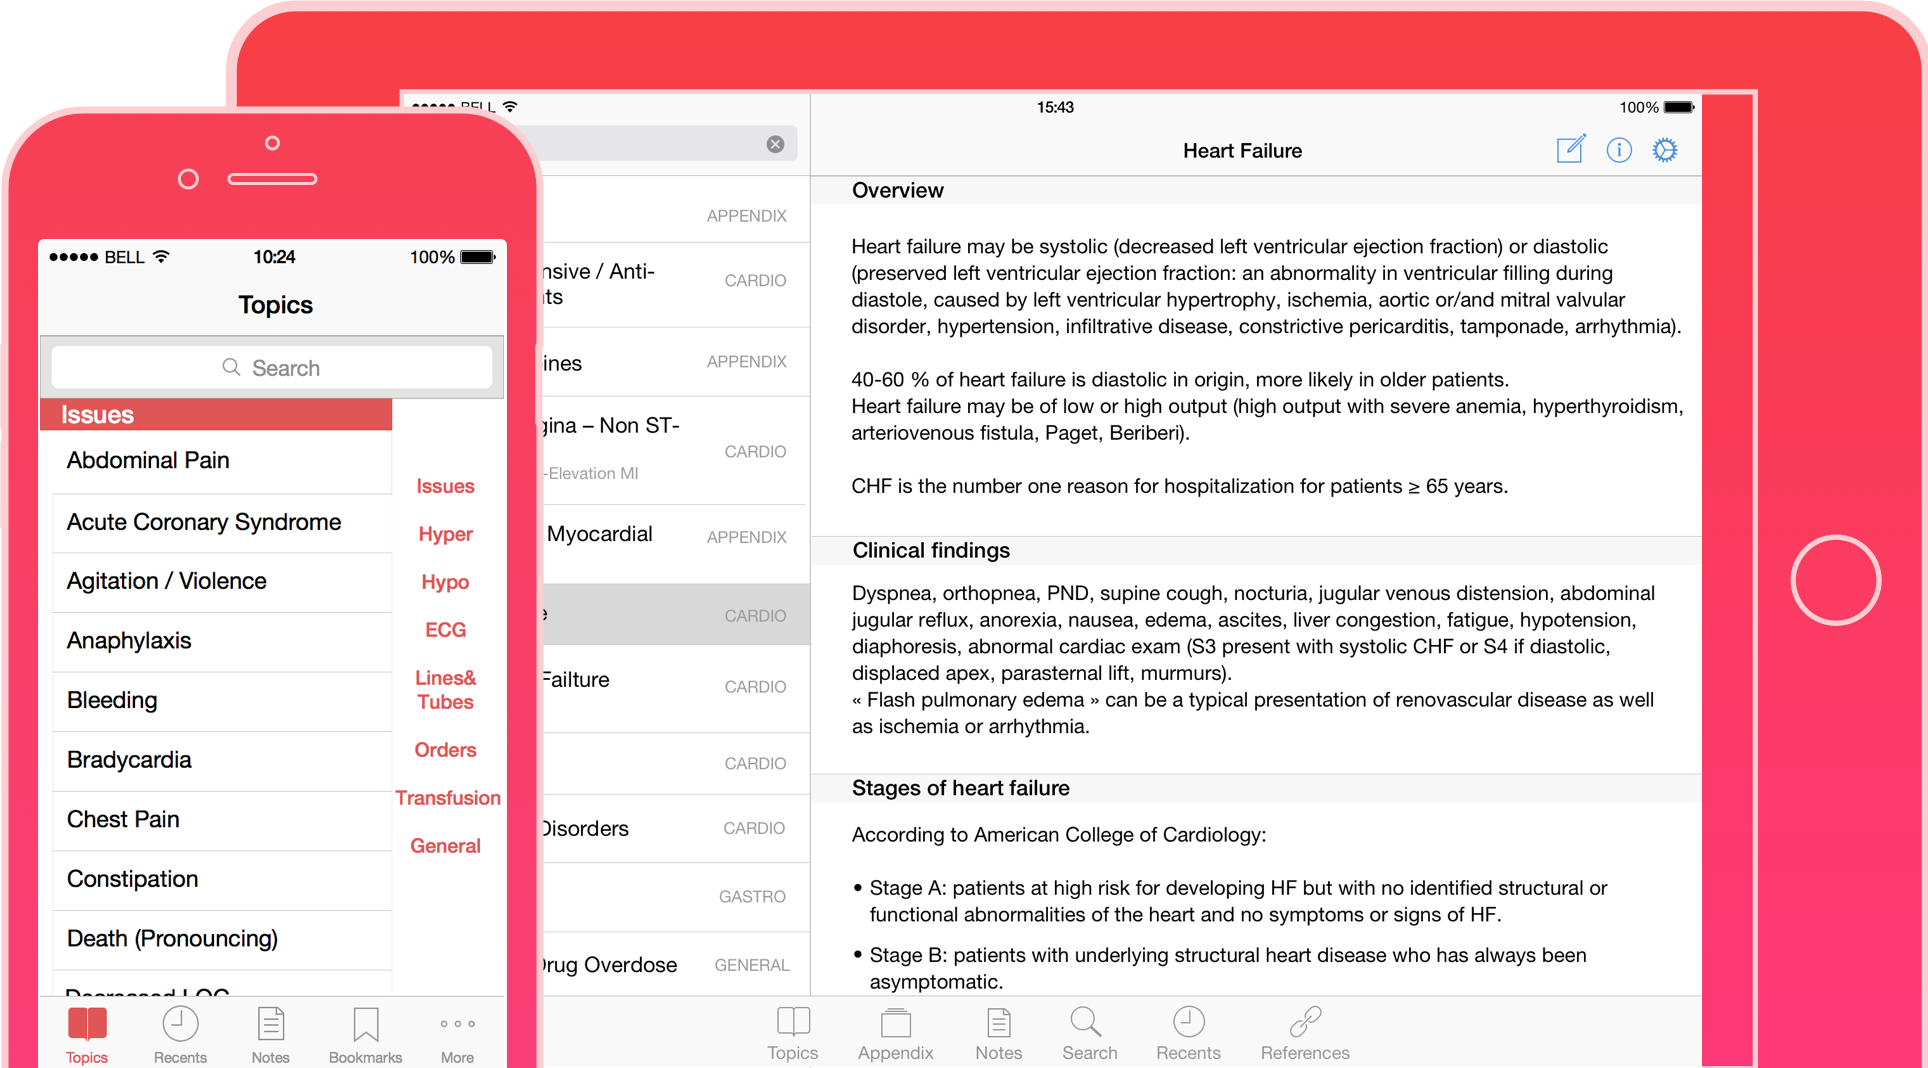 BELL
10:24
100%
Topics
Search
Issues
Abdominal Pain
Acute Coronary Syndrome
Agitation / Violence
Anaphylaxis
Bleeding
Bradycardia
Chest Pain
Constipation
Death (Pronouncing)
Issues
Hyper
Hypo
ECG
Lines&
Tubes
Orders
Transfusion
General
Topics
Recents
Notes
Bookmarks
More
BELL
15:43
100%
APPENDIX
/ Anti-
CARDIO
APPENDIX
– Non ST-
CARDIO
-Elevation MI
Myocardial
APPENDIX
CARDIO
Failture
CARDIO
CARDIO
Disorders
CARDIO
GASTRO
Drug Overdose
GENERAL
Heart Failure
Overview
Heart failure may be systolic (decreased left ventricular ejection fraction) or diastolic
(preserved left ventricular ejection fraction: an abnormality in ventricular filling during
diastole, caused by left ventricular hypertrophy, ischemia, aortic or/and mitral valvular
disorder, hypertension, infiltrative disease, constrictive pericarditis, tamponade, arrhythmia).
40-60 % of heart failure is diastolic in origin, more likely in older patients.
Heart failure may be of low or high output (high output with severe anemia, hyperthyroidism,
arteriovenous fistula, Paget, Beriberi).
CHF is the number one reason for hospitalization for patients ≥ 65 years.
Clinical findings
Dyspnea, orthopnea, PND, supine cough, nocturia, jugular venous distension, abdominal
jugular reflux, anorexia, nausea, edema, ascites, liver congestion, fatigue, hypotension,
diaphoresis, abnormal cardiac exam (S3 present with systolic CHF or S4 if diastolic,
displaced apex, parasternal lift, murmurs).
« Flash pulmonary edema » can be a typical presentation of renovascular disease as well
as ischemia or arrhythmia.
Stages of heart failure
According to American College of Cardiology:
• Stage A: patients at high risk for developing HF but with no identified structural or
functional abnormalities of the heart and no symptoms or signs of HF.
• Stage B: patients with underlying structural heart disease who has always been
asymptomatic.
Topics
Appendix
Notes
Search
Recents
References